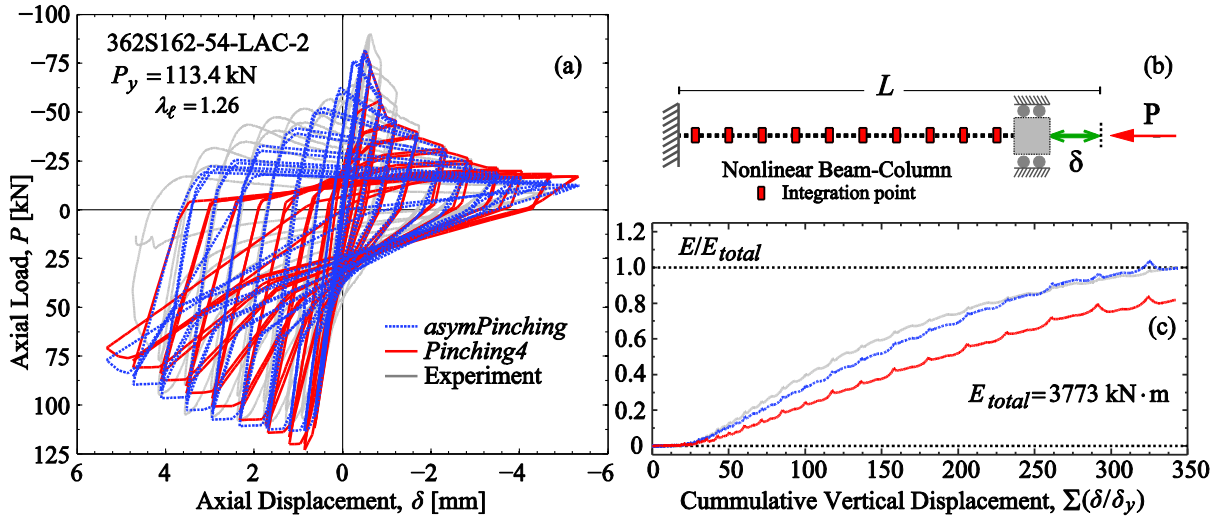 −100
−75
−50
−25
0
25
50
75
100
125
Axial Load, P [kN]
362S162-54-LAC-2
P_y = 113.4 kN
λ_ℓ = 1.26
(a)
asymPinching
Pinching4
Experiment
6 4 2 0 −2 −4 −6
Axial Displacement, δ [mm]
(b)
L
P
δ
Nonlinear Beam-Column
Integration point
1.2
1.0
0.8
0.6
0.4
0.2
0
E/E_total
(c)
E_total = 3773 kN·m
0 50 100 150 200 250 300 350
Cummulative Vertical Displacement, Σ(δ/δ_y)